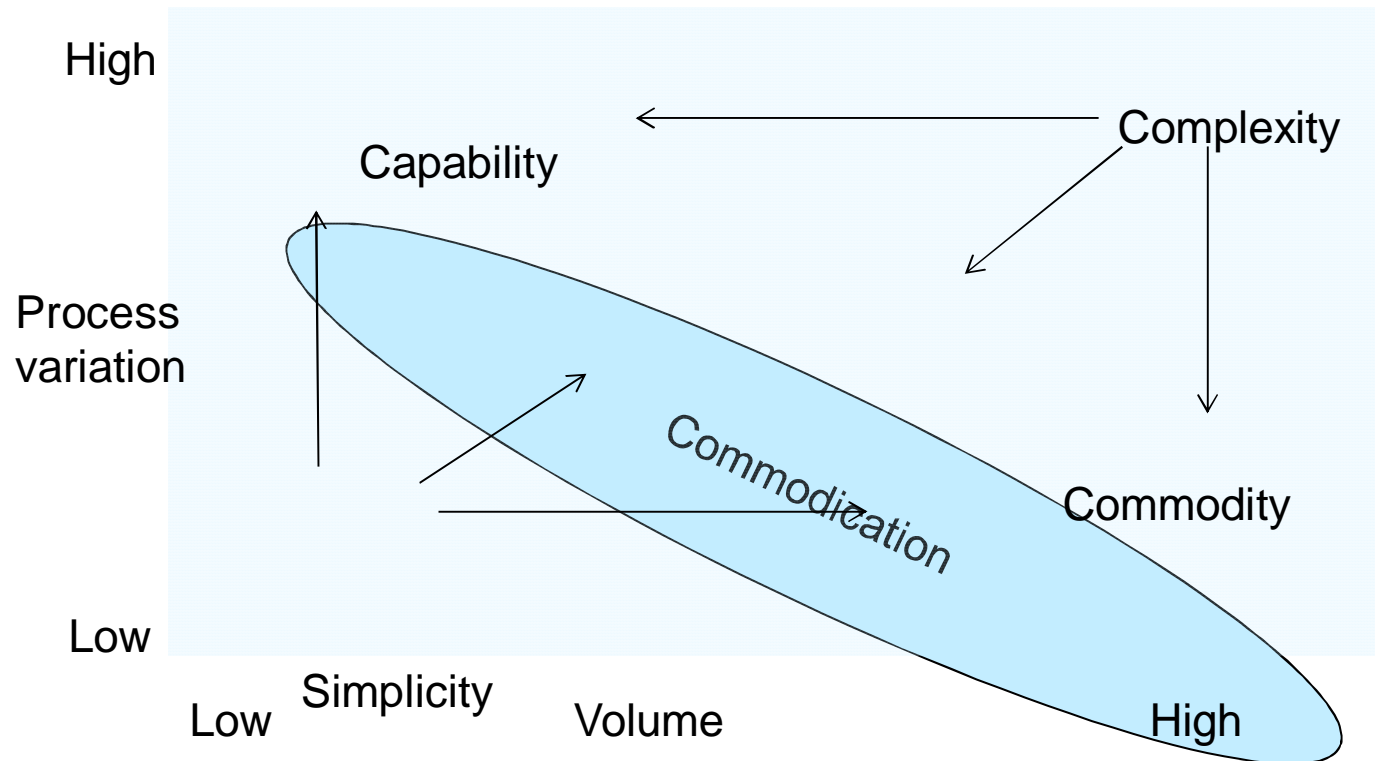 High
Complexity
Capability
Process
variation
Commodication
Commodity
Low
Simplicity
Low
Volume
High